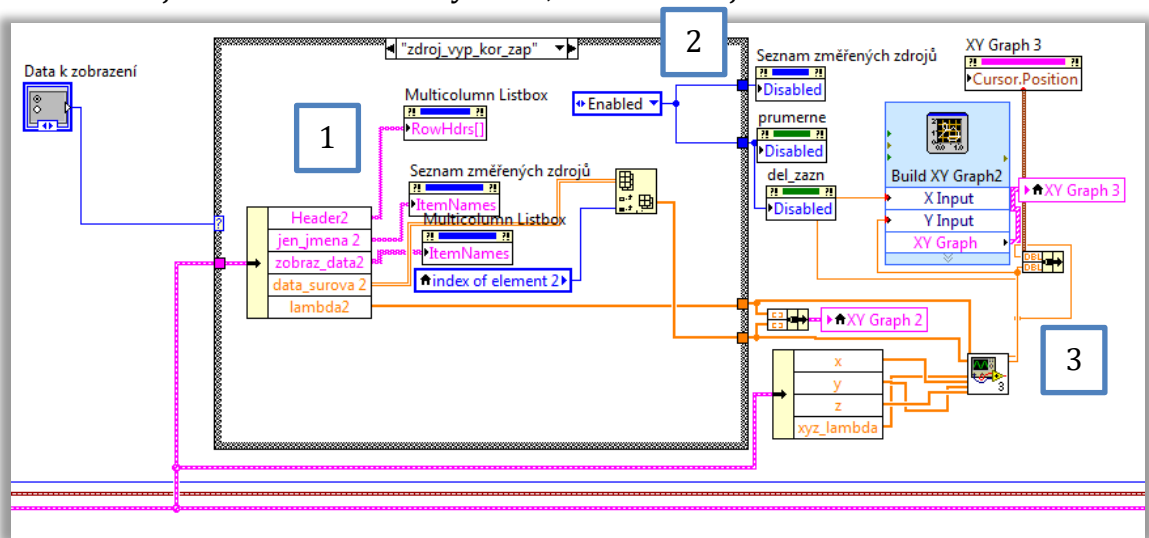 "zdroj_vyp_kor_zap"
2
XY Graph 3
Seznam změřených zdrojů
Data k zobrazení
Cursor.Position
Multicolumn Listbox
Disabled
1
Enabled
RowHdrs[]
prumerne
Disabled
Seznam změřených zdrojů
del_zazn
Build XY Graph2
ItemNames
X Input
XY Graph 3
Disabled
Header2
Multicolumn Listbox
Y Input
jen_jmena 2
XY Graph
zobraz_data2
ItemNames
DBL
DBL
data_surova 2
index of element 2
lambda2
XY Graph 2
3
x
y
3
z
xyz_lambda